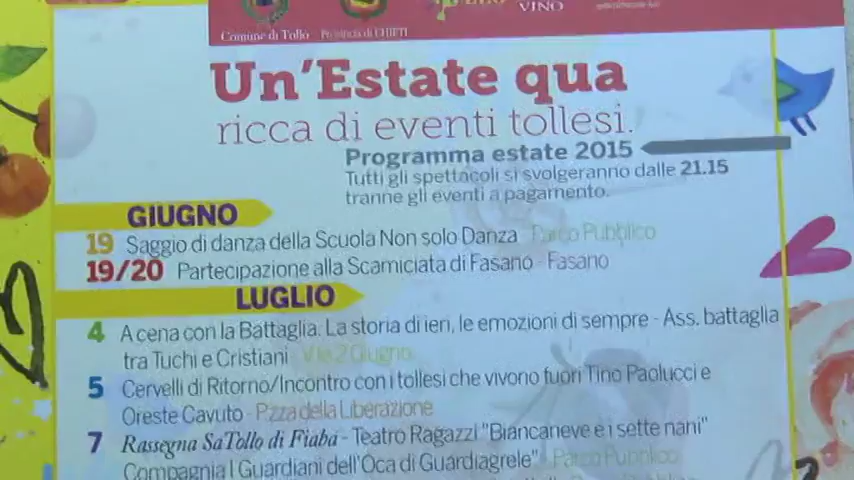 VINO
Comune di Tollo Provincia di CHIETI
Un'Estate qua
ricca di eventi tollesi.
Programma estate 2015
Tutti gli spettacoli si svolgeranno dalle 21.15
tranne gli eventi a pagamento.
GIUGNO
19 Saggio di danza della Scuola Non solo Danza Parco Pubblico
19/20 Partecipazione alla Scamiciata di Fasano - Fasano
LUGLIO
4 A cena con la Battaglia. La storia di ieri, le emozioni di sempre - Ass. battaglia
tra Tuchi e Cristiani V.le 2 Giugno
5 Cervelli di Ritorno/Incontro con i tollesi che vivono fuori Tino Paolucci e
Oreste Cavuto - P.zza della Liberazione
7 Rassegna SaTollo di Fiaba - Teatro Ragazzi "Biancaneve e i sette nani"
Compagnia I Guardiani dell'Oca di Guardiagrele" - Parco Pubblico